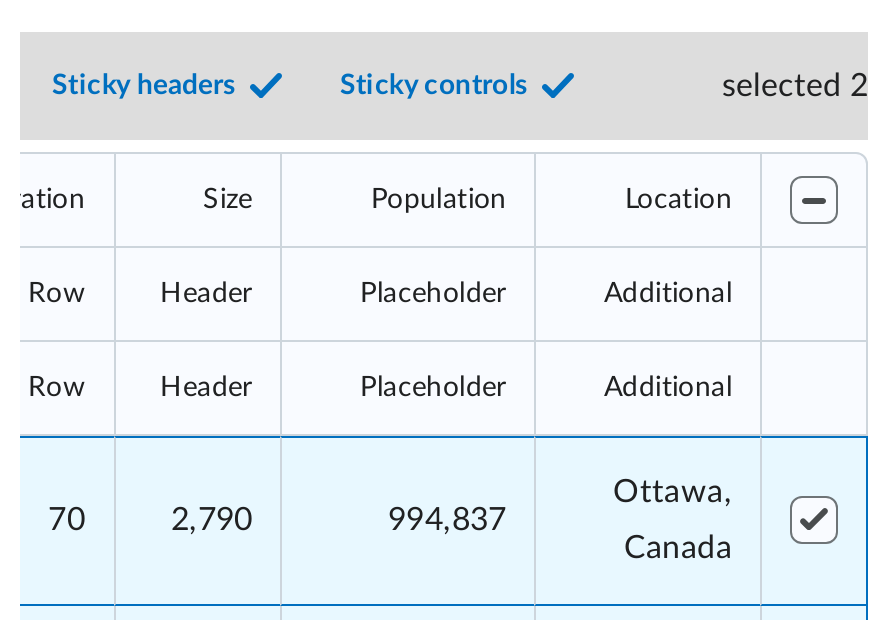 Sticky headers Sticky controls selected 2
Size Population Location
Row Header Placeholder Additional
Row Header Placeholder Additional
70 2,790 994,837 Ottawa,
Canada